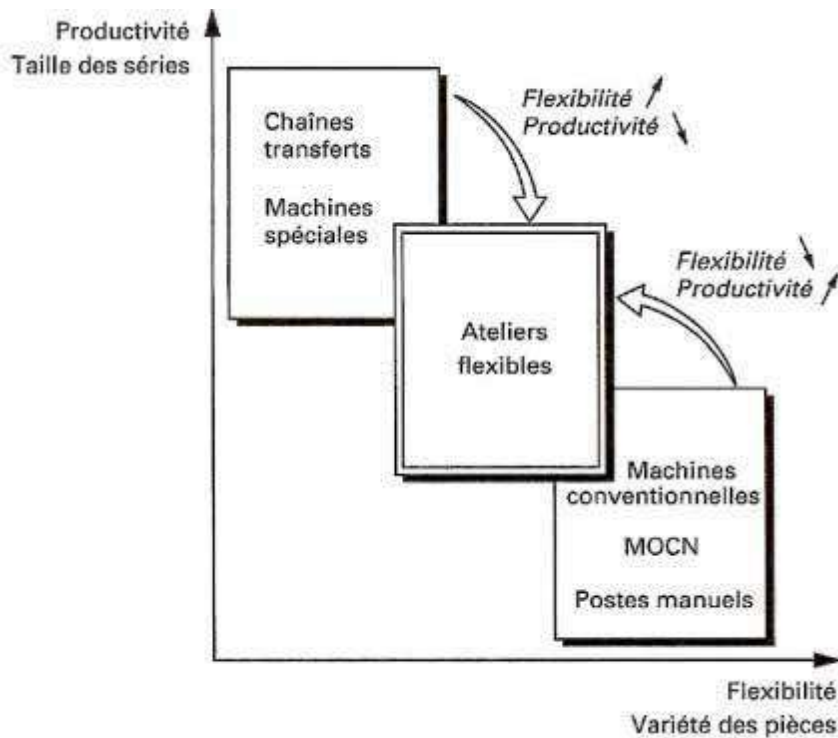 Productivité
Taille des séries
Chaînes
transferts
Machines
spéciales
Flexibilité
Productivité
Ateliers
flexibles
Flexibilité
Productivité
Machines
conventionnelles
MOCN
Postes manuels
Flexibilité
Variété des pièces